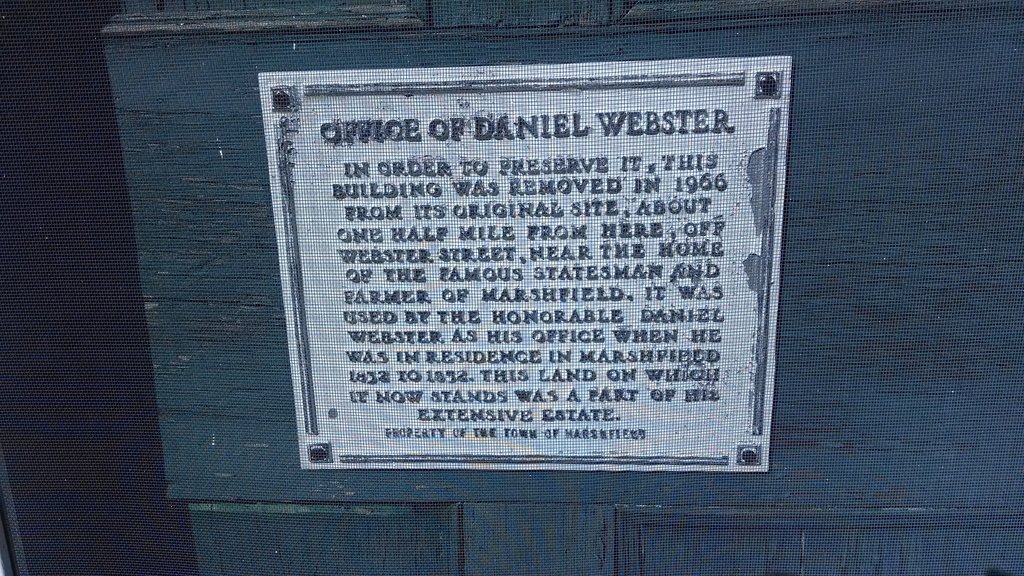 OFFICE OF DANIEL WEBSTER
IN ORDER TO PRESERVE IT, THIS
BUILDING WAS REMOVED IN 1966
FROM ITS ORIGINAL SITE, ABOUT
ONE HALF MILE FROM HERE, OFF
WEBSTER STREET, NEAR THE HOME
OF THE FAMOUS STATESMAN AND
FARMER OF MARSHFIELD. IT WAS
USED BY THE HONORABLE DANIEL
WEBSTER AS HIS OFFICE WHEN HE
WAS IN RESIDENCE IN MARSHFIELD
1832 TO 1852. THIS LAND ON WHICH
IT NOW STANDS WAS A PART OF HIS
EXTENSIVE ESTATE.
PROPERTY OF THE TOWN OF MARSHFIELD